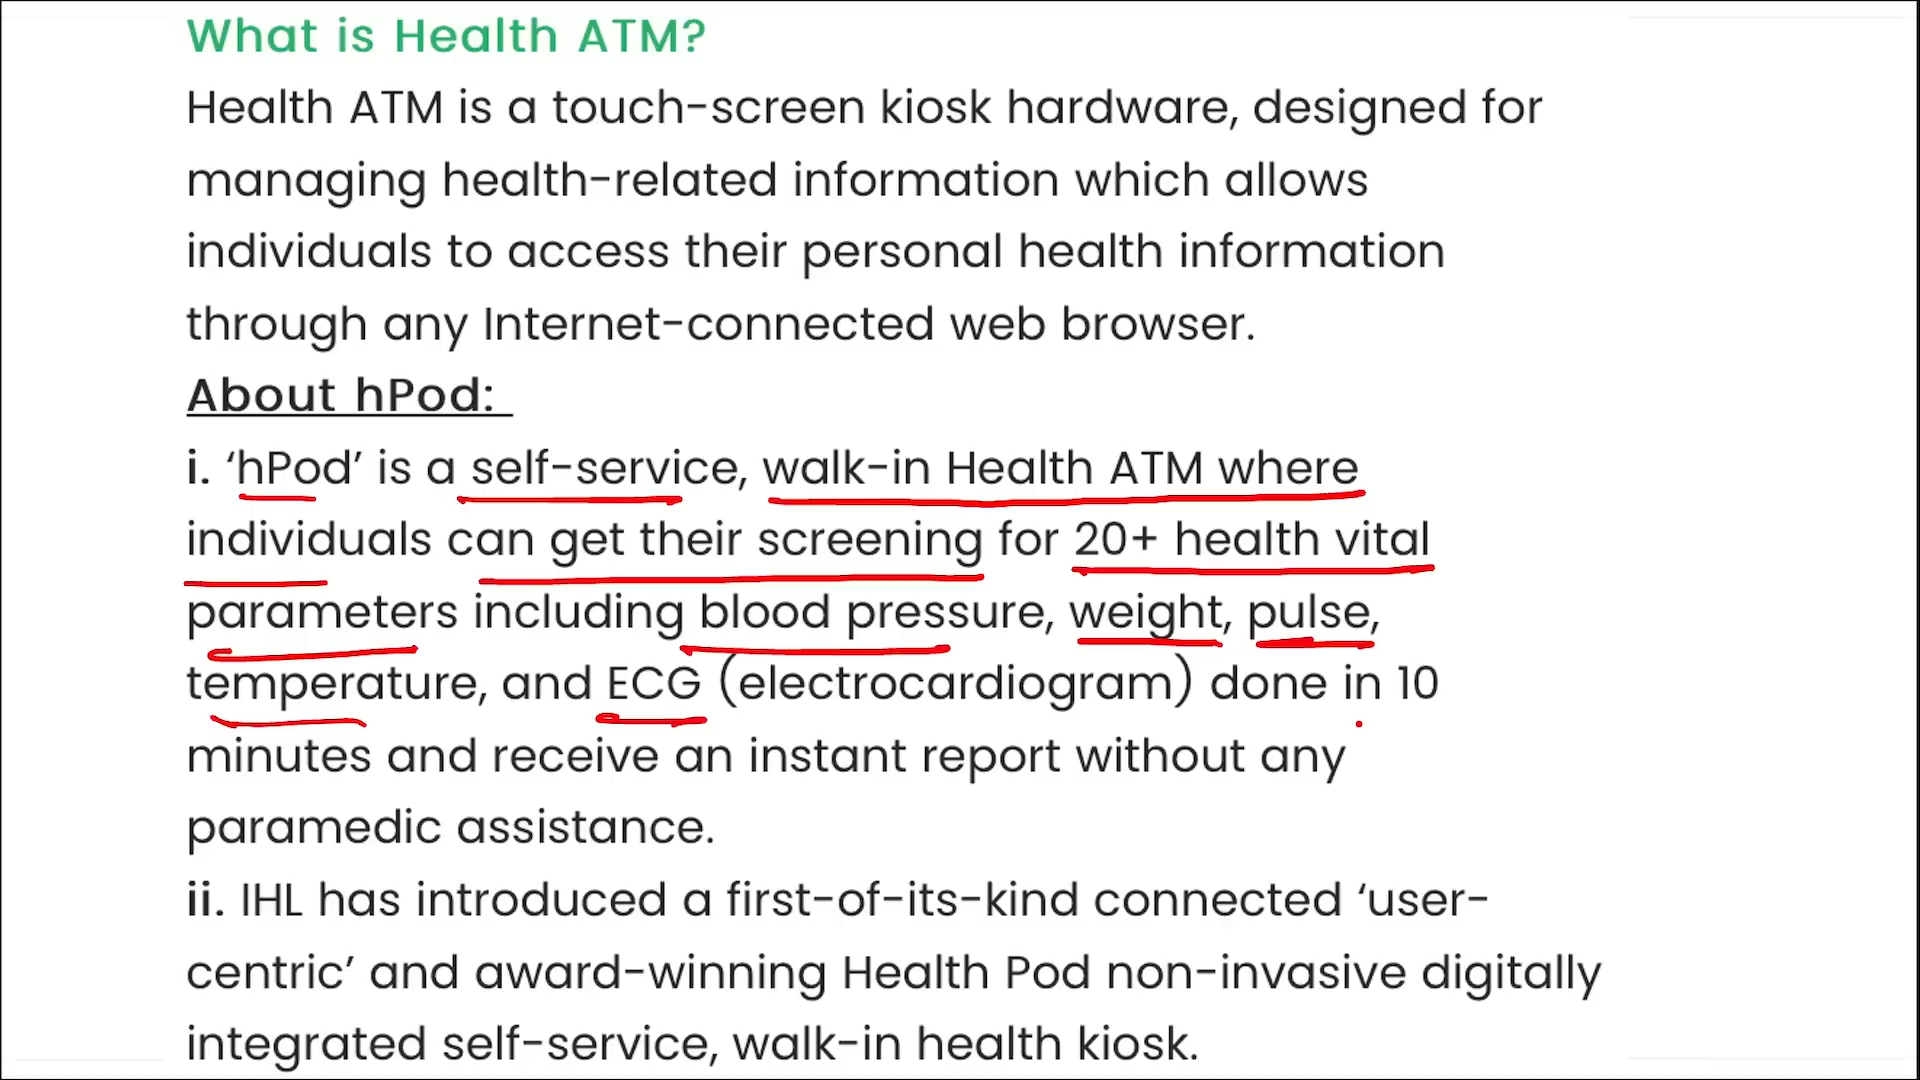 What is Health ATM?
Health ATM is a touch-screen kiosk hardware, designed for
managing health-related information which allows
individuals to access their personal health information
through any Internet-connected web browser.
About hPod:
i. ‘hPod’ is a self-service, walk-in Health ATM where
individuals can get their screening for 20+ health vital
parameters including blood pressure, weight, pulse,
temperature, and ECG (electrocardiogram) done in 10
minutes and receive an instant report without any
paramedic assistance.
ii. IHL has introduced a first-of-its-kind connected ‘user-
centric’ and award-winning Health Pod non-invasive digitally
integrated self-service, walk-in health kiosk.